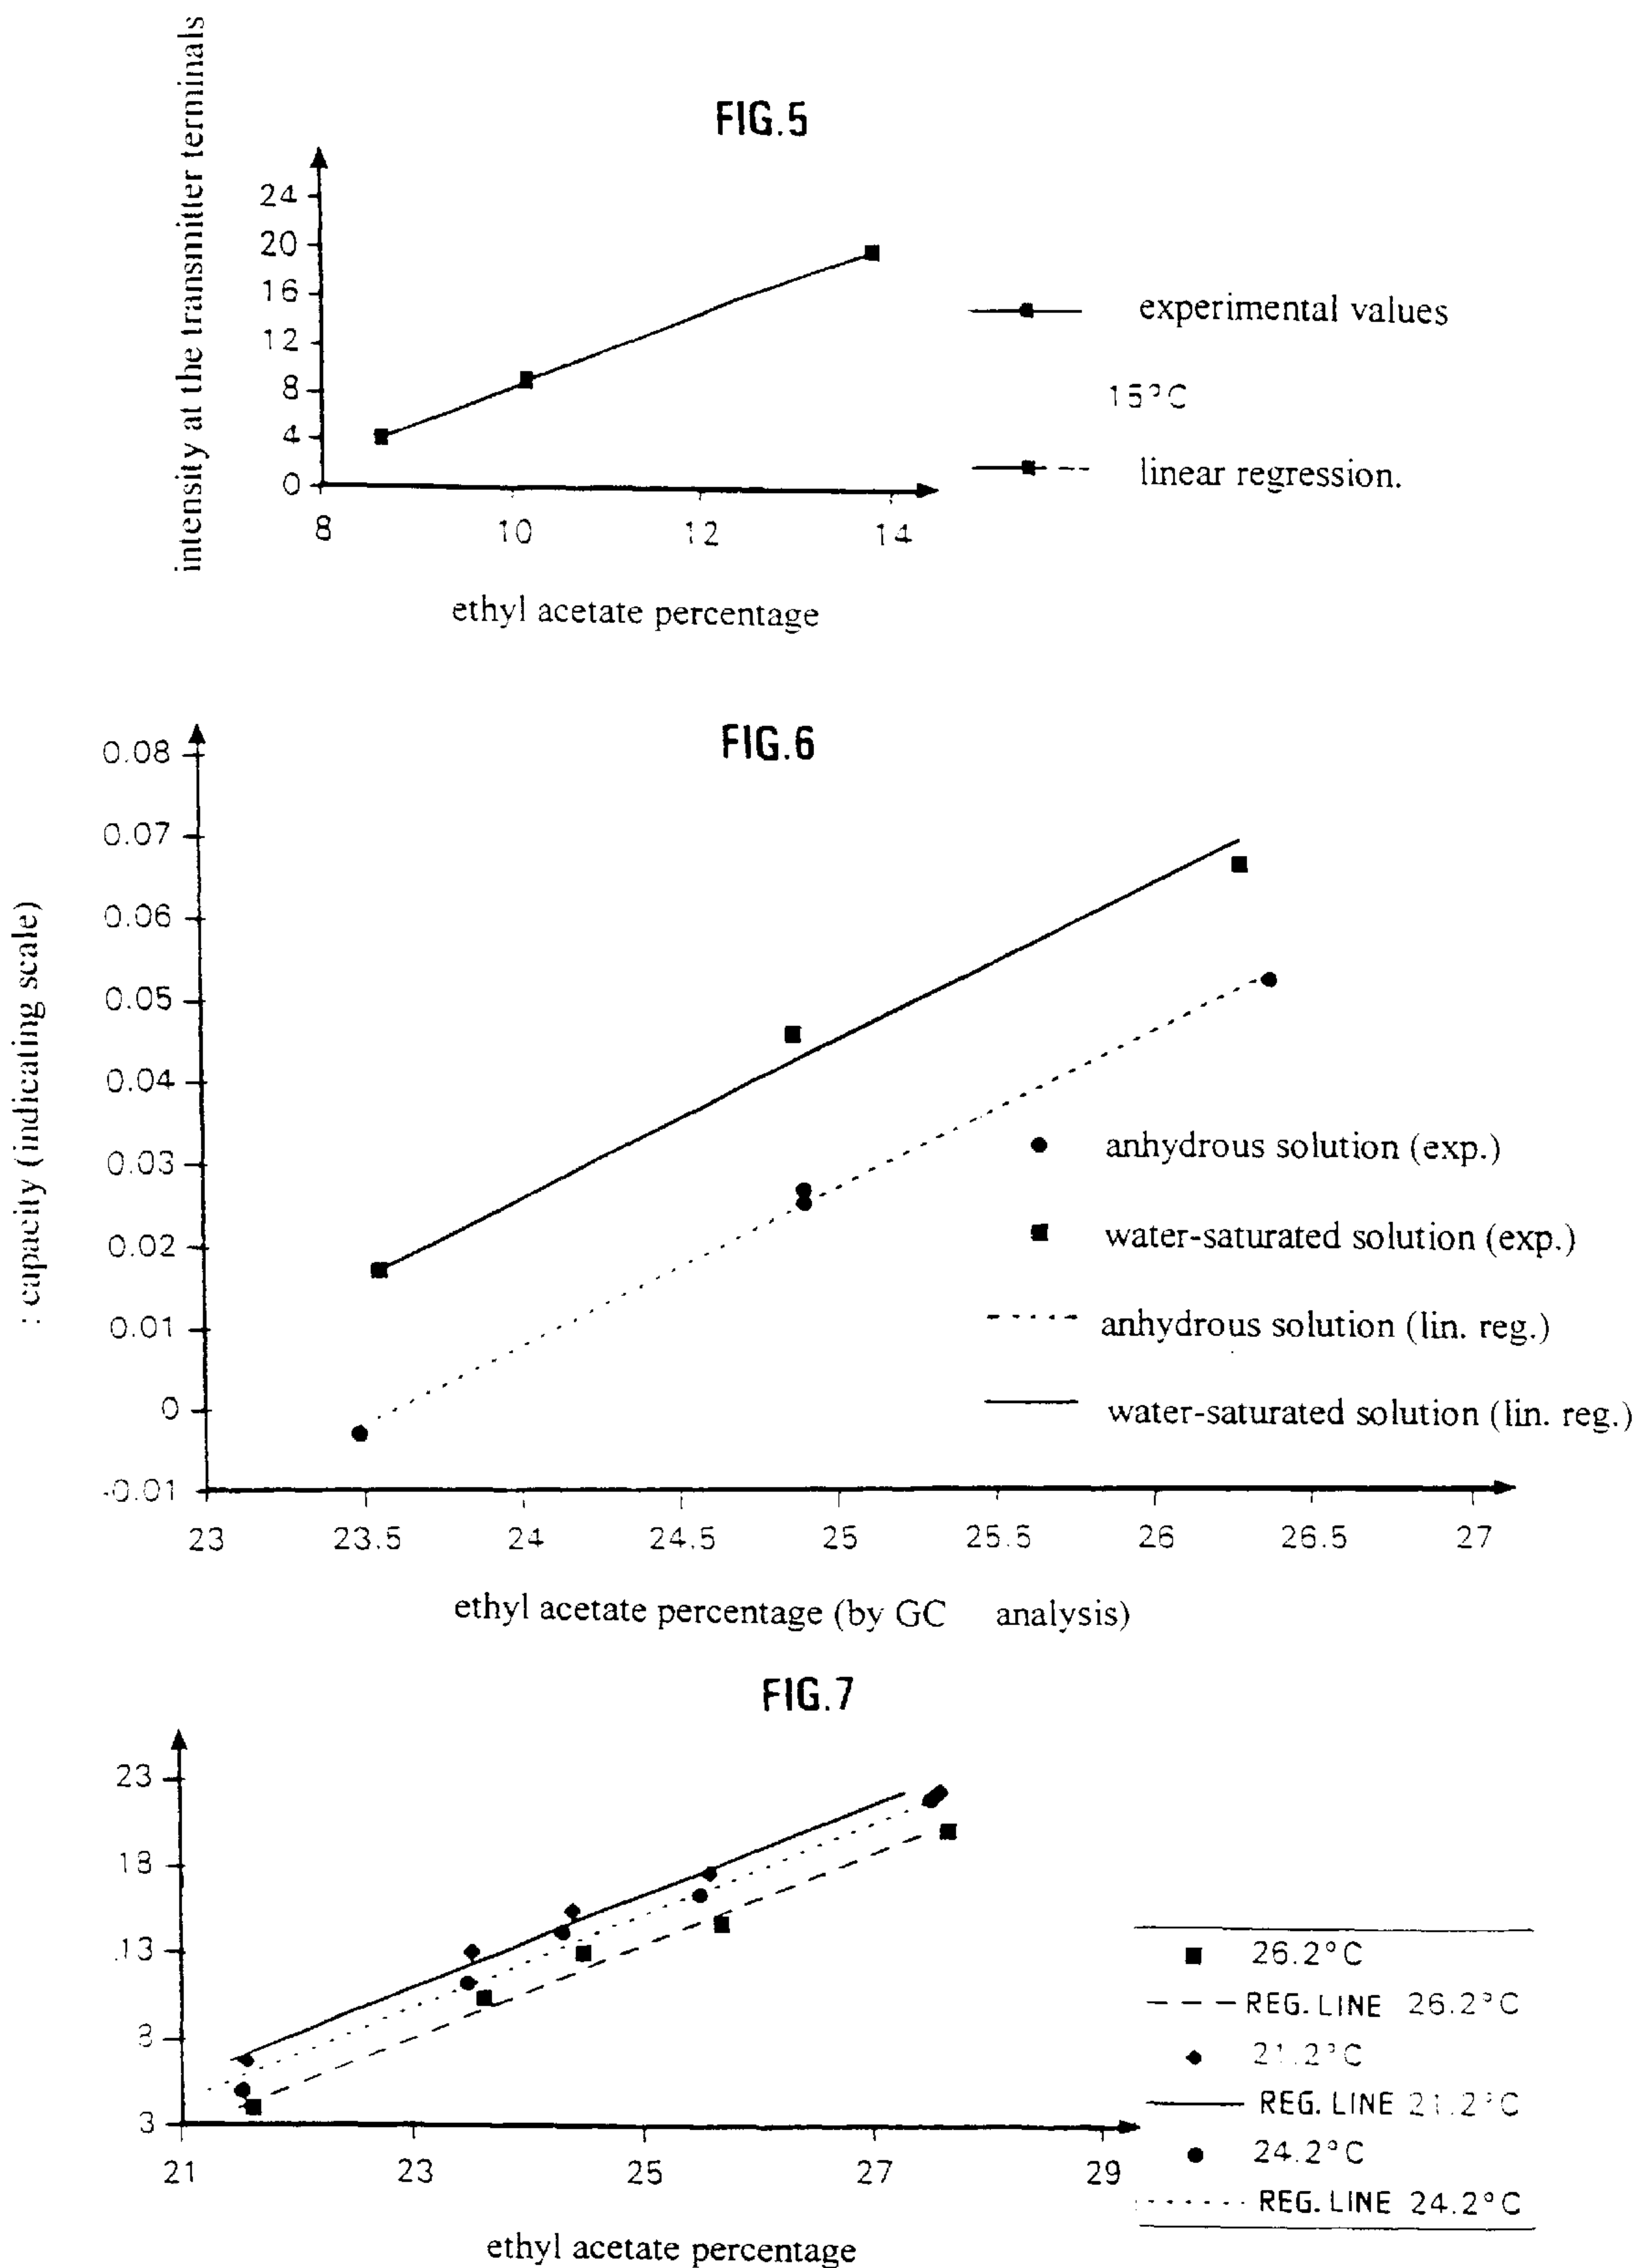 FIG.5
intensity at the transmitter terminals
24
20
16
12
8
4
0
8 10 12 14
ethyl acetate percentage
experimental values
15°C
linear regression.
FIG.6
: capacity (indicating scale)
0.08
0.07
0.06
0.05
0.04
0.03
0.02
0.01
0
-0.01
23 23.5 24 24.5 25 25.5 26 26.5 27
anhydrous solution (exp.)
water-saturated solution (exp.)
anhydrous solution (lin. reg.)
water-saturated solution (lin. reg.)
ethyl acetate percentage (by GC analysis)
FIG.7
23
18
13
8
3
21 23 25 27 29
ethyl acetate percentage
26.2°C
REG. LINE 26.2°C
21.2°C
REG. LINE 21.2°C
24.2°C
REG. LINE 24.2°C